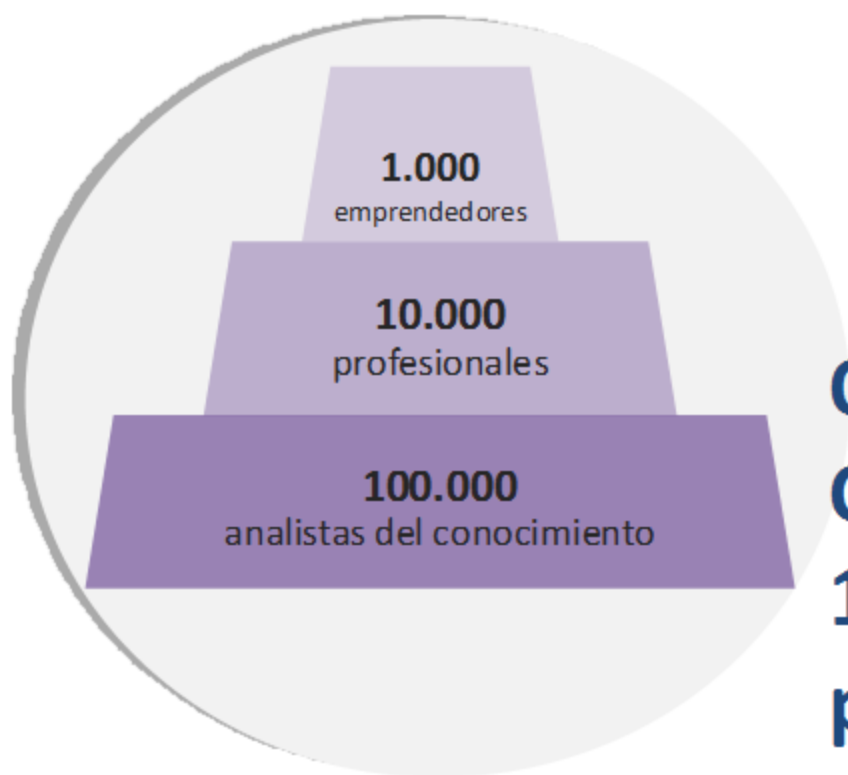 1.000
emprendedores
10.000
profesionales
100.000
analistas del conocimiento